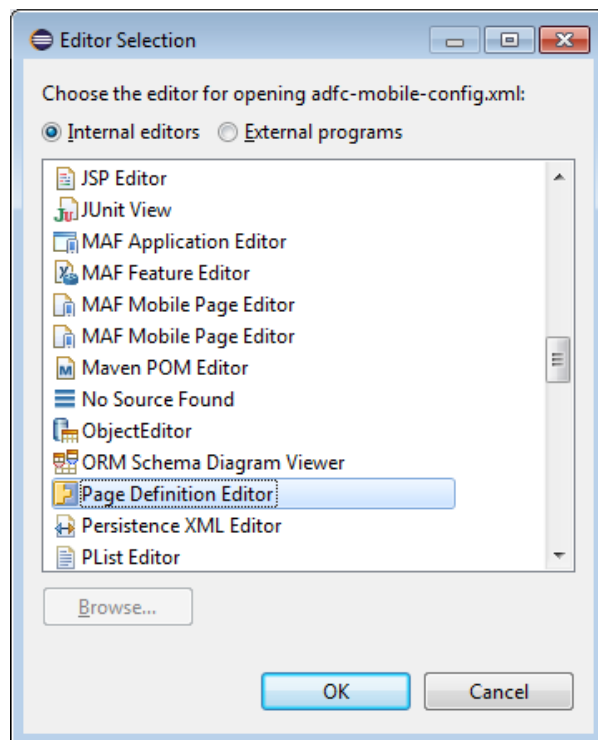 Editor Selection
Choose the editor for opening adfc-mobile-config.xml:
Internal editors External programs
JSP Editor
JUnit View
MAF Application Editor
MAF Feature Editor
MAF Mobile Page Editor
MAF Mobile Page Editor
Maven POM Editor
No Source Found
ObjectEditor
ORM Schema Diagram Viewer
Page Definition Editor
Persistence XML Editor
PList Editor
Browse...
OK Cancel